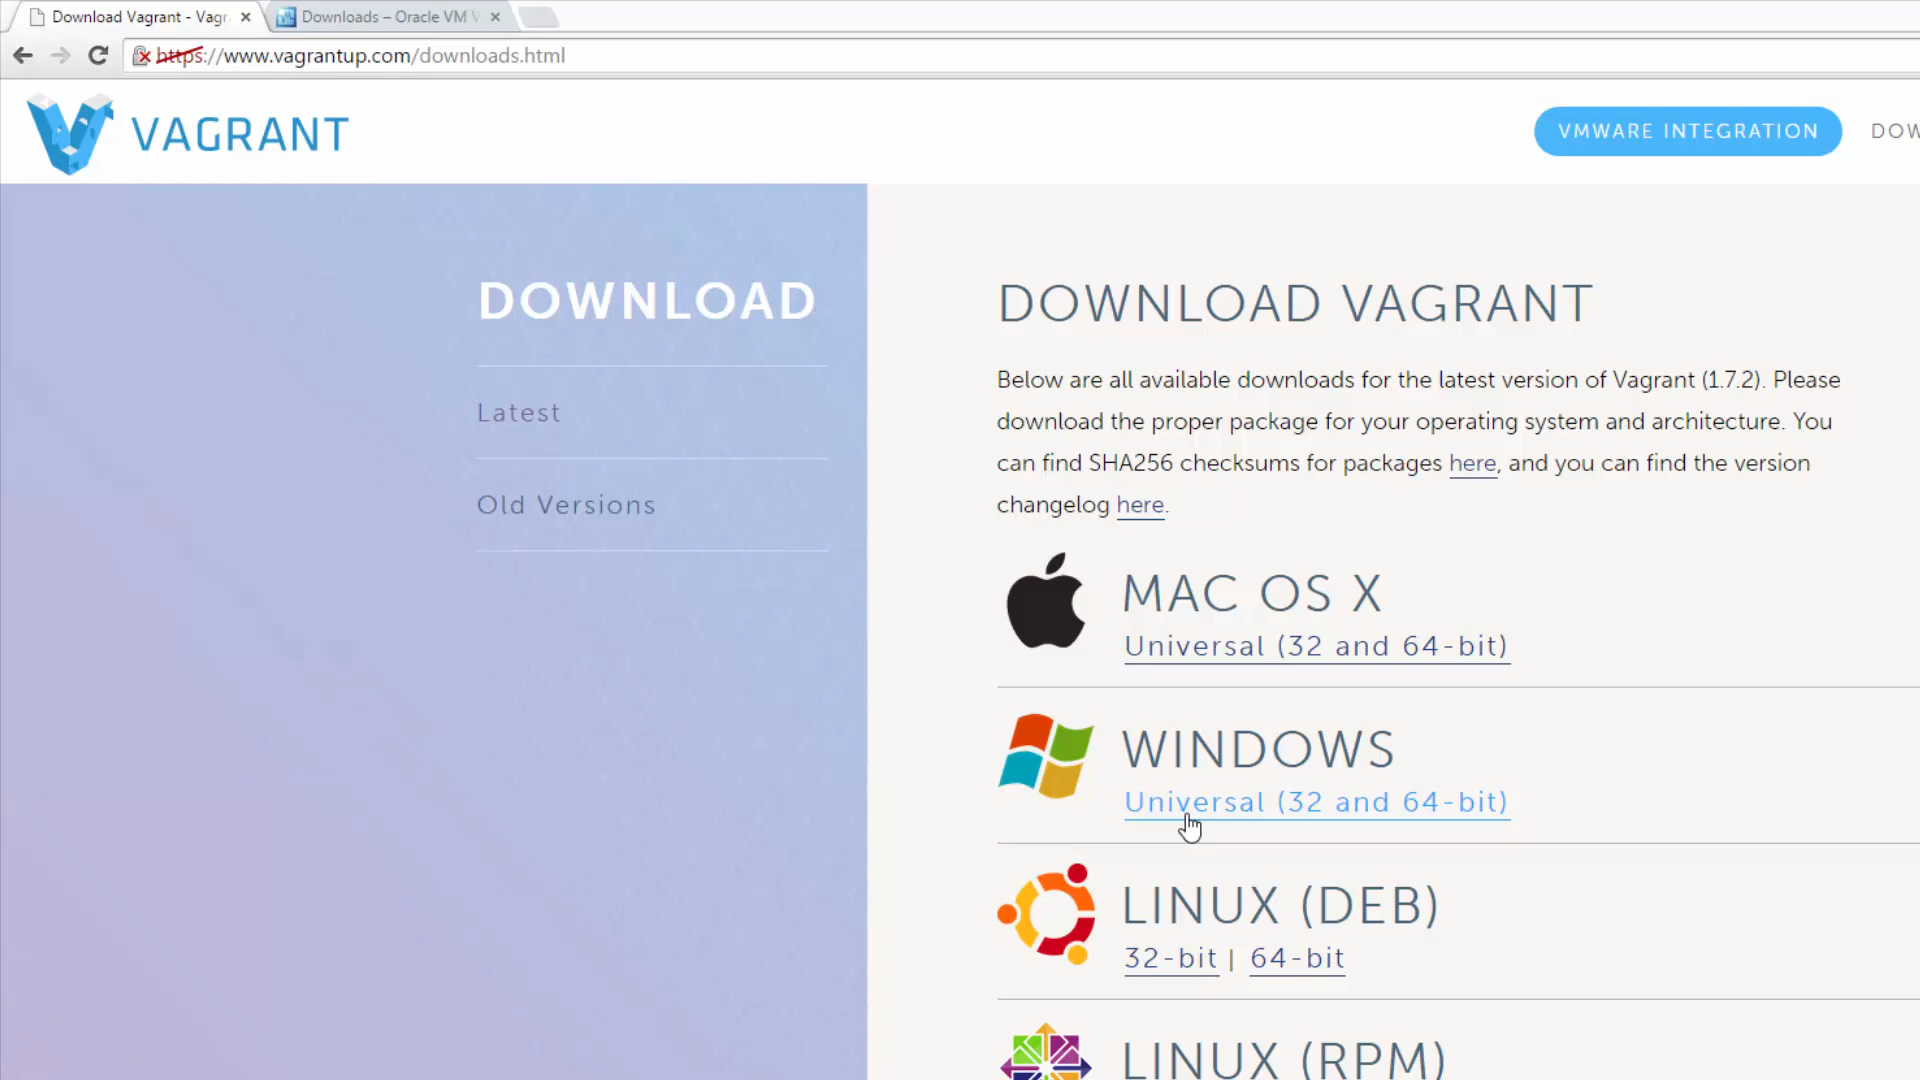 Download Vagrant - Vagr
Downloads – Oracle VM V
https://www.vagrantup.com/downloads.html
VAGRANT
VMWARE INTEGRATION
DOW
DOWNLOAD
Latest
Old Versions
DOWNLOAD VAGRANT
Below are all available downloads for the latest version of Vagrant (1.7.2). Please
download the proper package for your operating system and architecture. You
can find SHA256 checksums for packages here, and you can find the version
changelog here.
MAC OS X
Universal (32 and 64-bit)
WINDOWS
Universal (32 and 64-bit)
LINUX (DEB)
32-bit | 64-bit
LINUX (RPM)